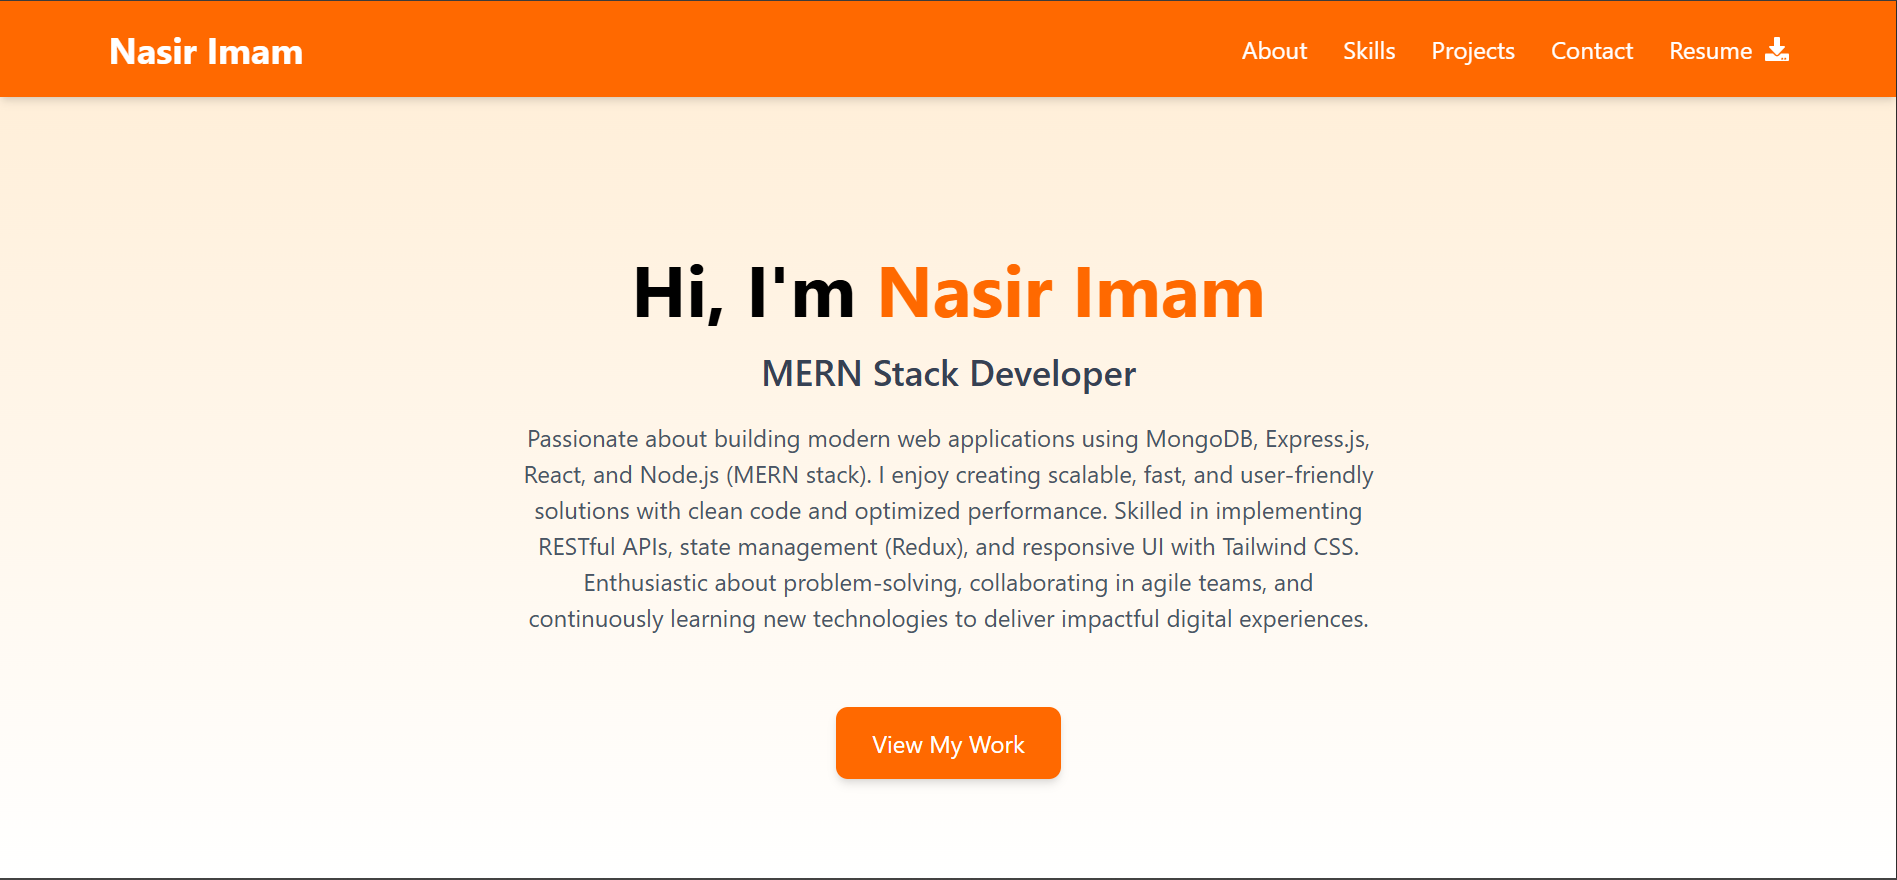 Nasir Imam
About Skills Projects Contact Resume
Hi, I'm Nasir Imam
MERN Stack Developer
Passionate about building modern web applications using MongoDB, Express.js,
React, and Node.js (MERN stack). I enjoy creating scalable, fast, and user-friendly
solutions with clean code and optimized performance. Skilled in implementing
RESTful APIs, state management (Redux), and responsive UI with Tailwind CSS.
Enthusiastic about problem-solving, collaborating in agile teams, and
continuously learning new technologies to deliver impactful digital experiences.
View My Work